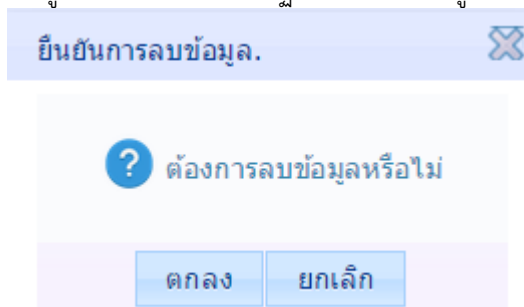 ยืนยันการลบข้อมูล.
ต้องการลบข้อมูลหรือไม่
ตกลง ยกเลิก